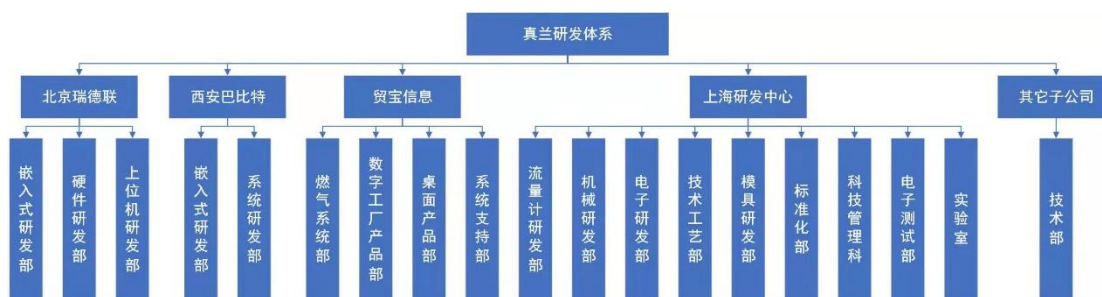 真兰研发体系
北京瑞德联
西安巴比特
贸宝信息
上海研发中心
其它子公司
嵌入式研发部
硬件研发部
上位机研发部
嵌入式研发部
系统研发部
燃气系统部
数字工厂产品部
桌面产品部
系统支持部
流量计研发部
机械研发部
电子研发部
技术工艺部
模具研发部
标准化部
科技管理科
电子测试部
实验室
技术部